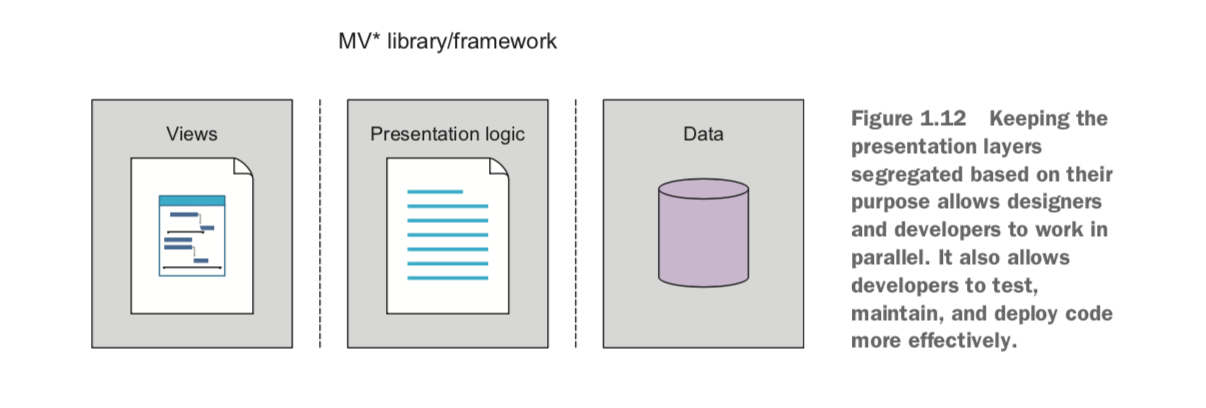 MV* library/framework
Views
Presentation logic
Data
Figure 1.12 Keeping the
presentation layers
segregated based on their
purpose allows designers
and developers to work in
parallel. It also allows
developers to test,
maintain, and deploy code
more effectively.